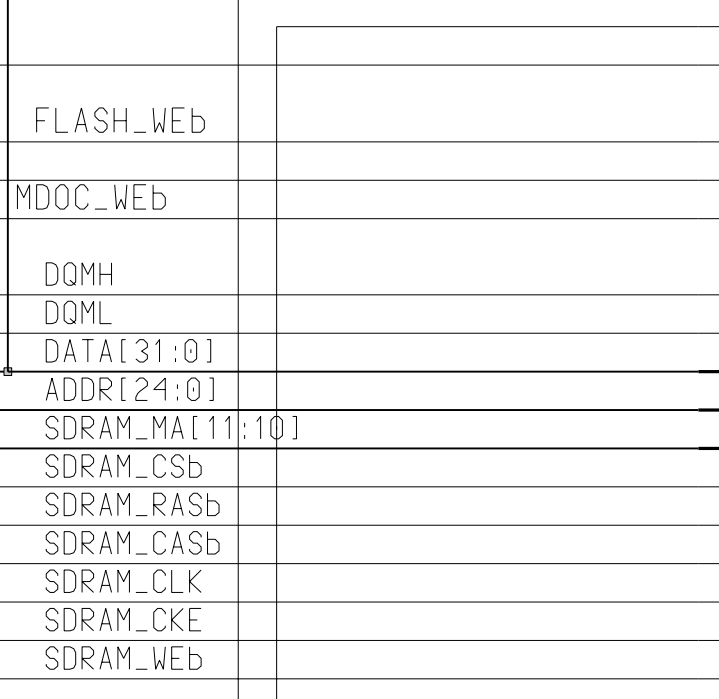 FLASH_WEb
MDOC_WEb
DQMH
DQML
DATA[31:0]
ADDR[24:0]
SDRAM_MA[11:10]
SDRAM_CSb
SDRAM_RASb
SDRAM_CASb
SDRAM_CLK
SDRAM_CKE
SDRAM_WEb